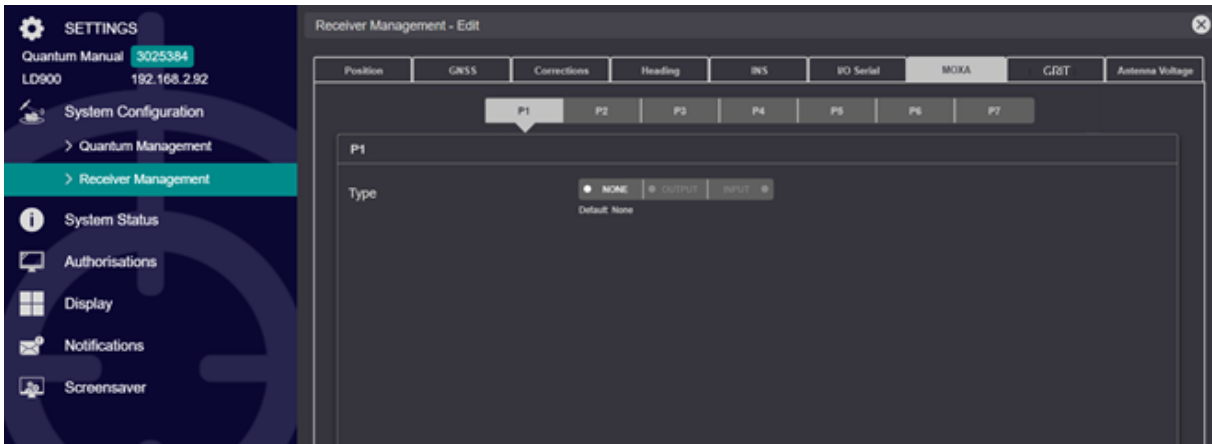 SETTINGS
Quantum Manual 3025384
LD900 192.168.2.92
System Configuration
> Quantum Management
> Receiver Management
System Status
Authorisations
Display
Notifications
Screensaver
Receiver Management - Edit
Position GNSS Corrections Heading INS I/O Serial MOXA GRIT Antenna Voltage
P1 P2 P3 P4 P5 P6 P7
P1
Type NONE OUTPUT INPUT
Default: None